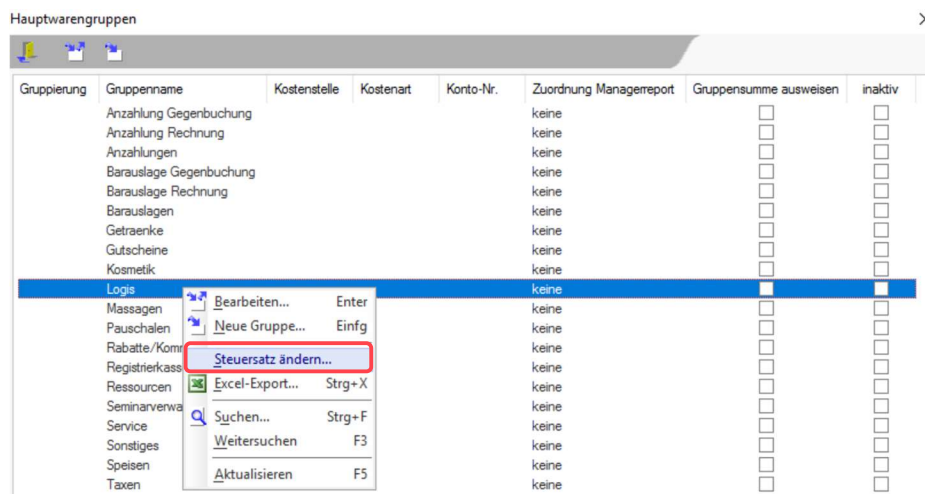 Hauptwarengruppen
Gruppierung Gruppenname Kostenstelle Kostenart Konto-Nr. Zuordnung Managerreport Gruppensumme ausweisen inaktiv
Anzahlung Gegenbuchung keine
Anzahlung Rechnung keine
Anzahlungen keine
Barauslage Gegenbuchung keine
Barauslage Rechnung keine
Barauslagen keine
Getraenke keine
Gutscheine keine
Kosmetik keine
Logis keine
Massagen keine
Pauschalen keine
Rabatte/Komm keine
Registrierkass keine
Ressourcen keine
Seminarverwa keine
Service keine
Sonstiges keine
Speisen keine
Taxen keine
Bearbeiten... Enter
Neue Gruppe... Einfg
Steuersatz ändern...
Excel-Export... Strg+X
Suchen... Strg+F
Weitersuchen F3
Aktualisieren F5